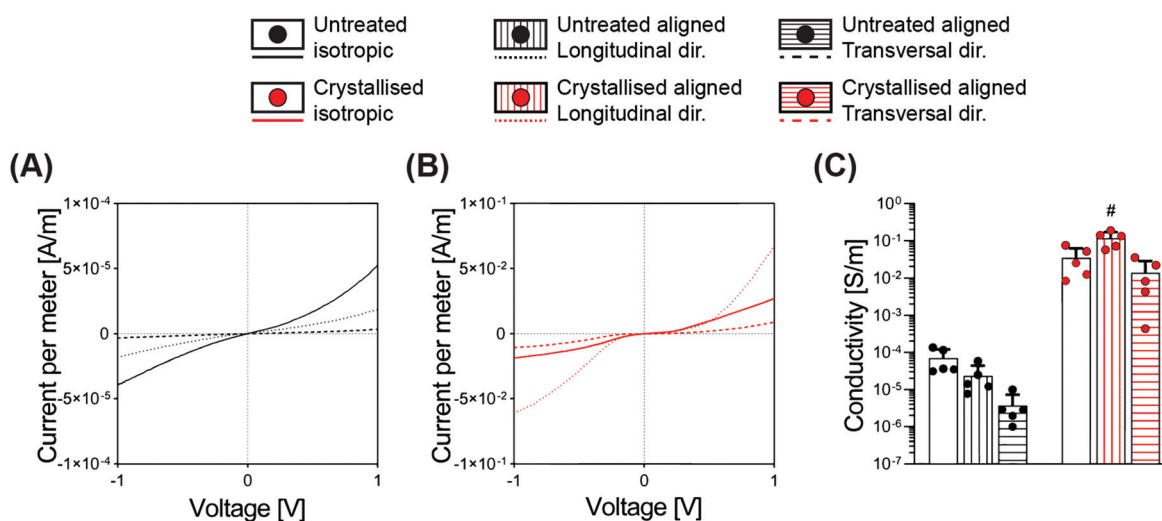 Untreated isotropic
Untreated aligned Longitudinal dir.
Untreated aligned Transversal dir.
Crystallised isotropic
Crystallised aligned Longitudinal dir.
Crystallised aligned Transversal dir.
(A)
Current per meter [A/m]
1×10⁻⁴
5×10⁻⁵
0
-5×10⁻⁵
-1×10⁻⁴
-1
0
1
Voltage [V]
(B)
Current per meter [A/m]
1×10⁻¹
5×10⁻²
0
-5×10⁻²
-1×10⁻¹
-1
0
1
Voltage [V]
(C)
Conductivity [S/m]
10⁰
10⁻¹
10⁻²
10⁻³
10⁻⁴
10⁻⁵
10⁻⁶
10⁻⁷
#